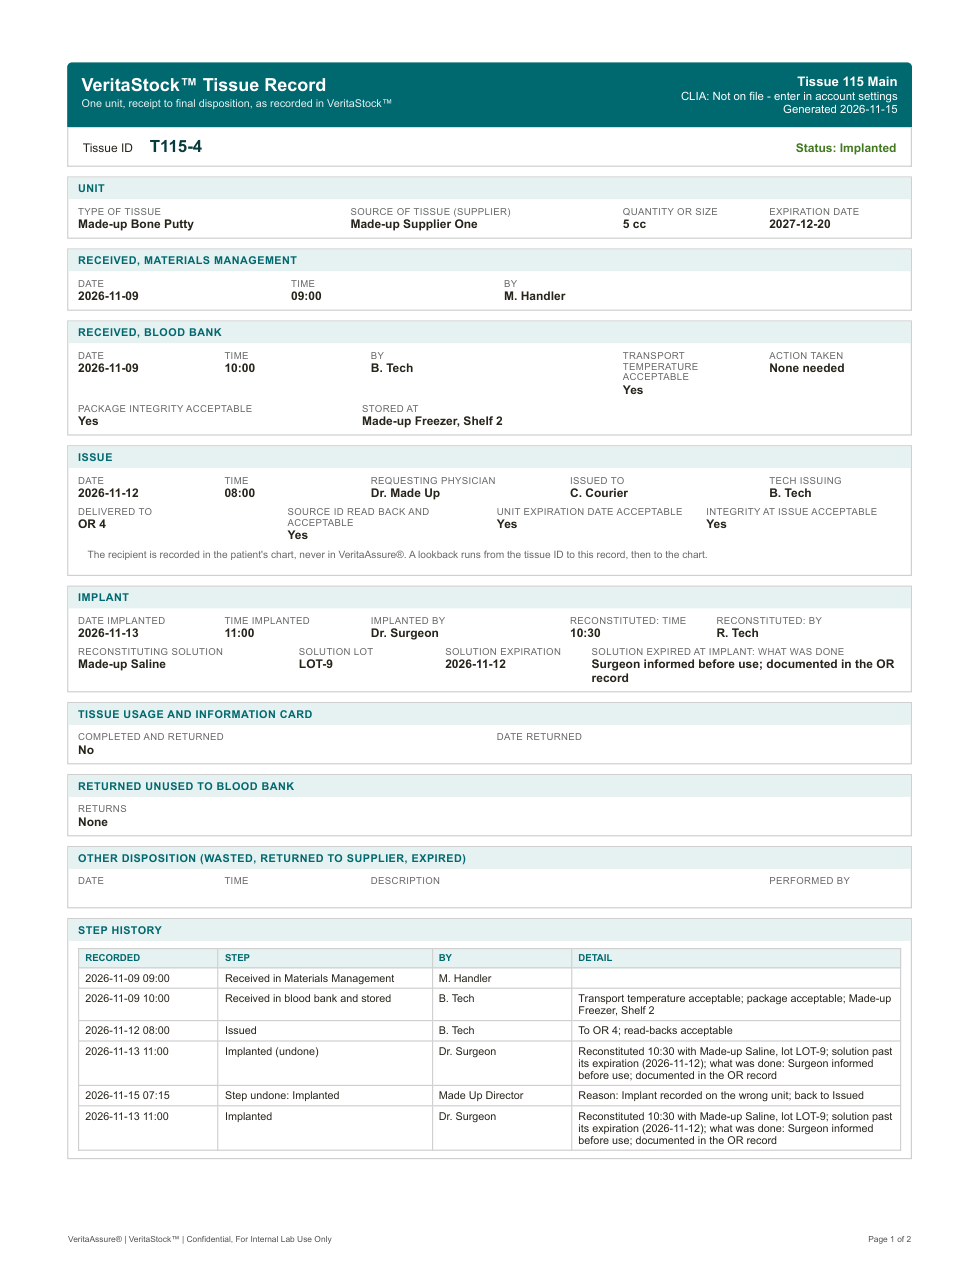 VeritaStock™ Tissue Record
One unit, receipt to final disposition, as recorded in VeritaStock™
Tissue 115 Main
CLIA: Not on file - enter in account settings
Generated 2026-11-15
Tissue ID T115-4
Status: Implanted
UNIT
TYPE OF TISSUE SOURCE OF TISSUE (SUPPLIER) QUANTITY OR SIZE EXPIRATION DATE
Made-up Bone Putty Made-up Supplier One 5 cc 2027-12-20
RECEIVED, MATERIALS MANAGEMENT
DATE TIME BY
2026-11-09 09:00 M. Handler
RECEIVED, BLOOD BANK
DATE TIME BY TRANSPORT TEMPERATURE ACCEPTABLE ACTION TAKEN
2026-11-09 10:00 B. Tech Yes None needed
PACKAGE INTEGRITY ACCEPTABLE STORED AT
Yes Made-up Freezer, Shelf 2
ISSUE
DATE TIME REQUESTING PHYSICIAN ISSUED TO TECH ISSUING
2026-11-12 08:00 Dr. Made Up C. Courier B. Tech
DELIVERED TO SOURCE ID READ BACK AND ACCEPTABLE UNIT EXPIRATION DATE ACCEPTABLE INTEGRITY AT ISSUE ACCEPTABLE
OR 4 Yes Yes Yes
The recipient is recorded in the patient's chart, never in VeritaAssure®. A lookback runs from the tissue ID to this record, then to the chart.
IMPLANT
DATE IMPLANTED TIME IMPLANTED IMPLANTED BY RECONSTITUTED: TIME RECONSTITUTED: BY
2026-11-13 11:00 Dr. Surgeon 10:30 R. Tech
RECONSTITUTING SOLUTION SOLUTION LOT SOLUTION EXPIRATION SOLUTION EXPIRED AT IMPLANT: WHAT WAS DONE
Made-up Saline LOT-9 2026-11-12 Surgeon informed before use; documented in the OR
record
TISSUE USAGE AND INFORMATION CARD
COMPLETED AND RETURNED DATE RETURNED
No
RETURNED UNUSED TO BLOOD BANK
RETURNS
None
OTHER DISPOSITION (WASTED, RETURNED TO SUPPLIER, EXPIRED)
DATE TIME DESCRIPTION PERFORMED BY
STEP HISTORY
RECORDED STEP BY DETAIL
2026-11-09 09:00 Received in Materials Management M. Handler
2026-11-09 10:00 Received in blood bank and stored B. Tech Transport temperature acceptable; package acceptable; Made-up
Freezer, Shelf 2
2026-11-12 08:00 Issued B. Tech To OR 4; read-backs acceptable
2026-11-13 11:00 Implanted (undone) Dr. Surgeon Reconstituted 10:30 with Made-up Saline, lot LOT-9; solution past
its expiration (2026-11-12); what was done: Surgeon informed
before use; documented in the OR record
2026-11-15 07:15 Step undone: Implanted Made Up Director Reason: Implant recorded on the wrong unit; back to Issued
2026-11-13 11:00 Implanted Dr. Surgeon Reconstituted 10:30 with Made-up Saline, lot LOT-9; solution past
its expiration (2026-11-12); what was done: Surgeon informed
before use; documented in the OR record
VeritaAssure® | VeritaStock™ | Confidential, For Internal Lab Use Only
Page 1 of 2